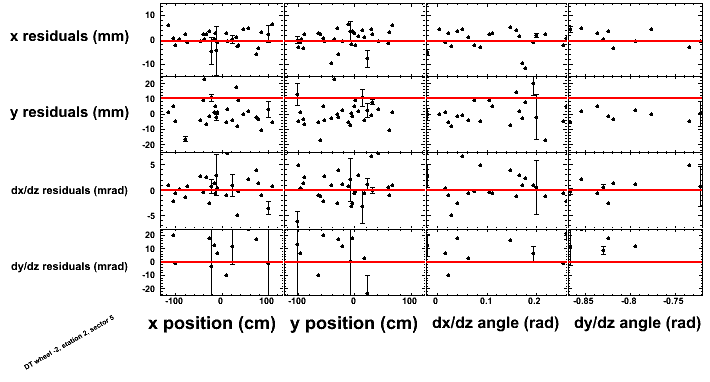 x residuals (mm)
10
0
-10
y residuals (mm)
20
10
0
-10
-20
dx/dz residuals (mrad)
5
0
-5
dy/dz residuals (mrad)
20
10
0
-10
-20
-100 0 100
-100 0 100
0 0.1 0.2
-0.85 -0.8 -0.75
x position (cm)
y position (cm)
dx/dz angle (rad)
dy/dz angle (rad)
DT wheel -2, station 2, sector 5